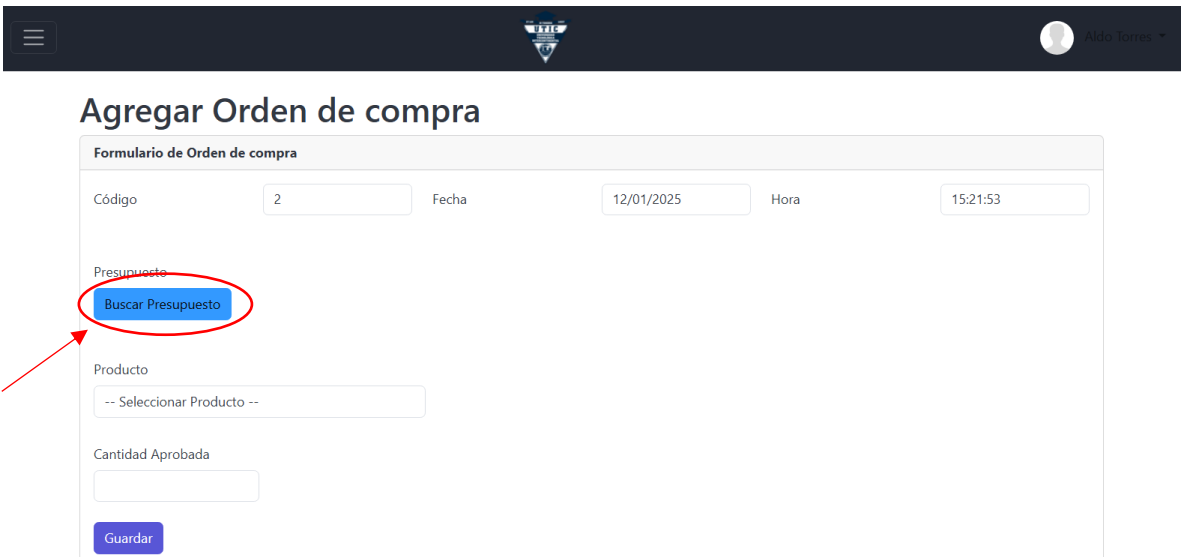 UTIC
Aldo Torres
Agregar Orden de compra
Formulario de Orden de compra
Código 2 Fecha 12/01/2025 Hora 15:21:53
Presupuesto
Buscar Presupuesto
Producto
-- Seleccionar Producto --
Cantidad Aprobada
Guardar